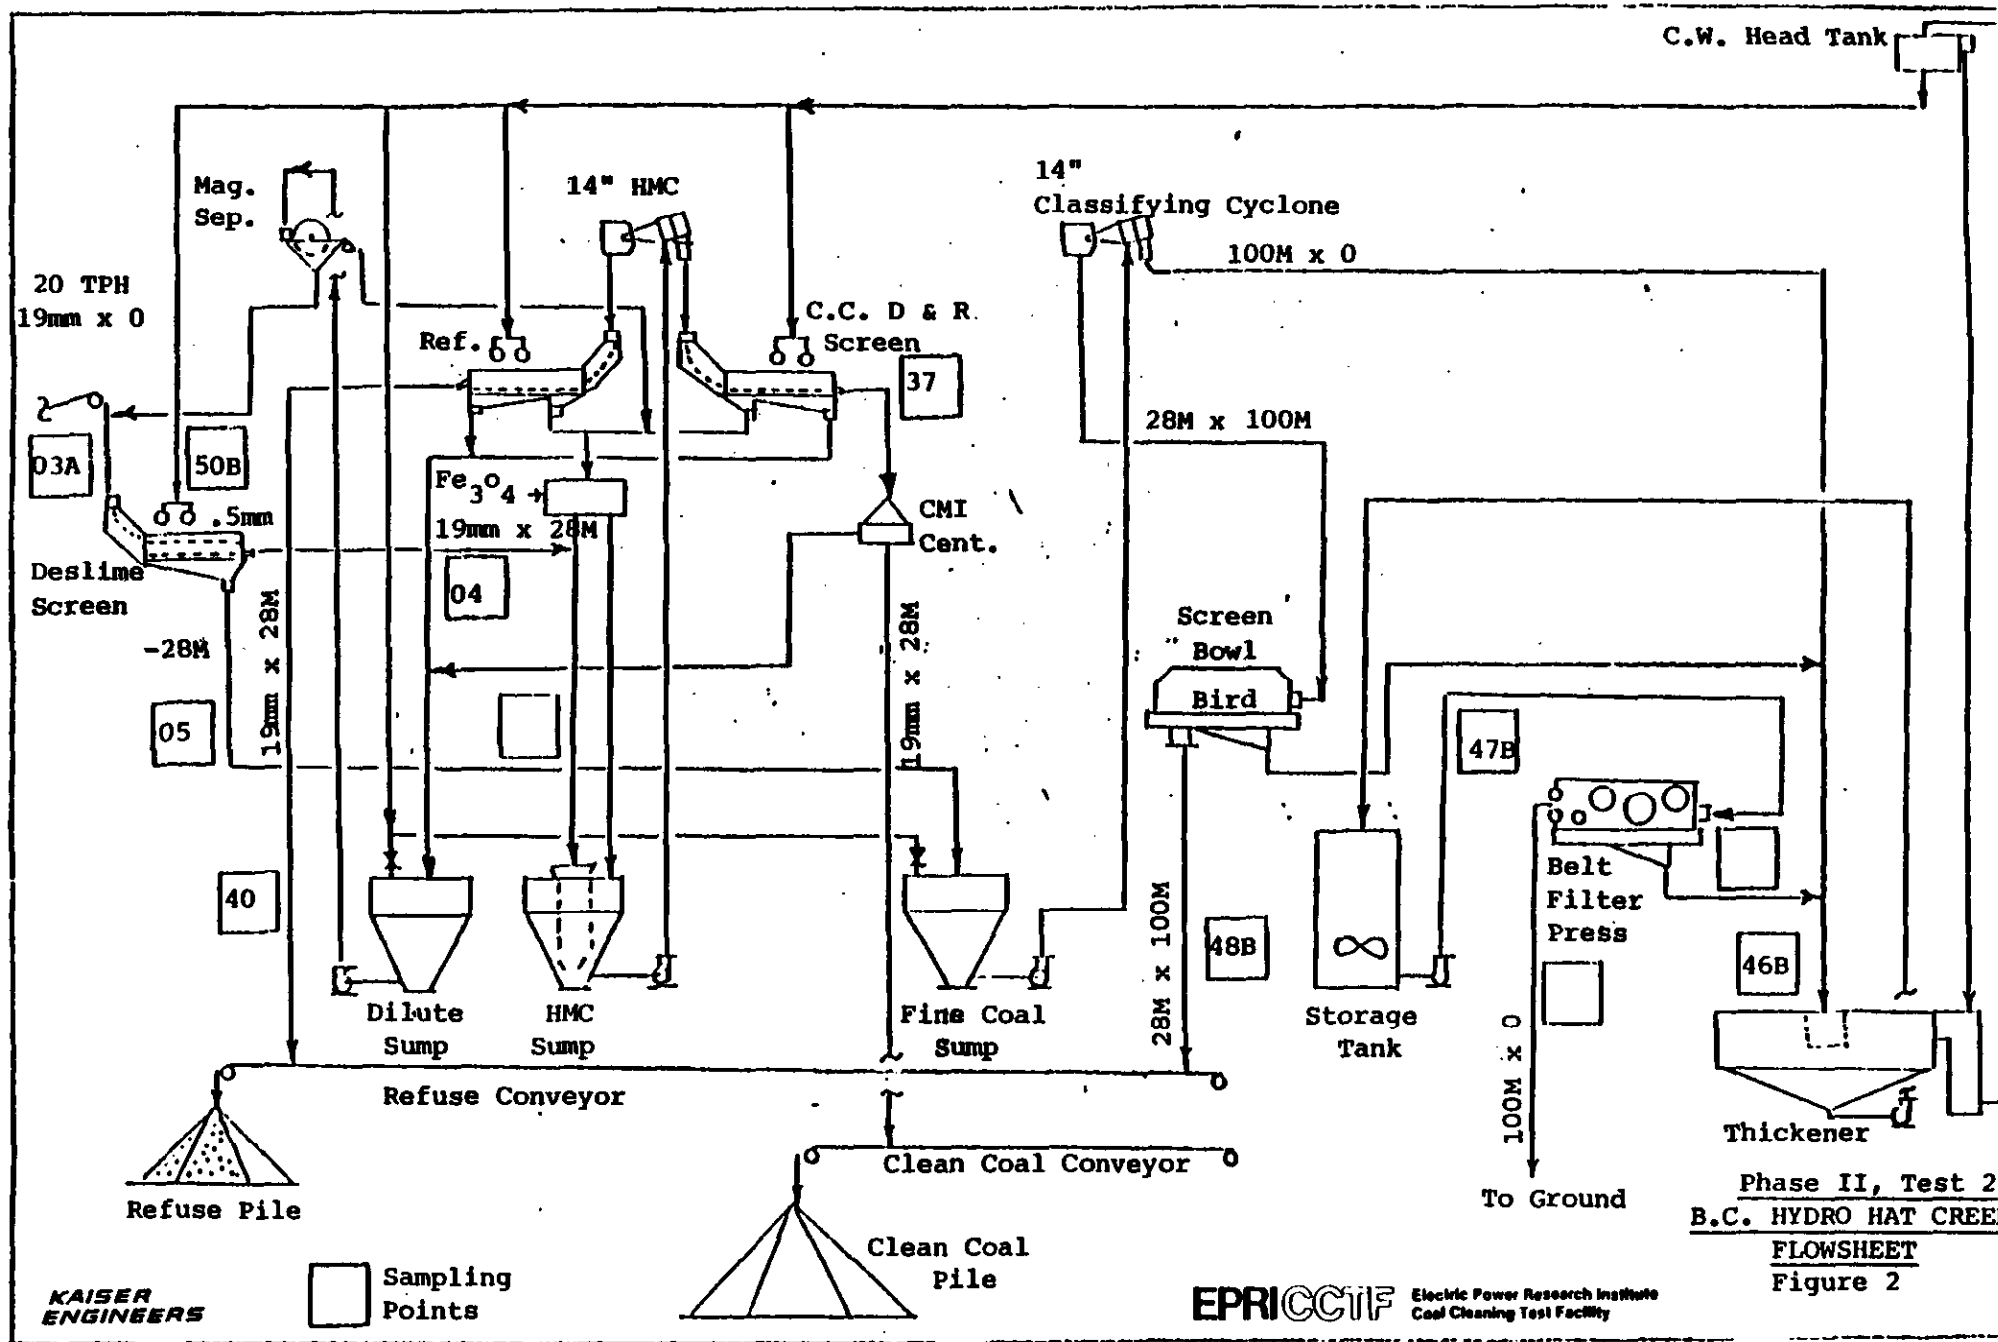 C.W. Head Tank
Mag.
Sep.
14" HMC
14"
Classifying Cyclone
100M x 0
20 TPH
19mm x 0
Ref.
C.C. D & R
Screen
37
28M x 100M
03A
50B
Fe3O4
.5mm
19mm x 28M
CMI
Cent.
Deslime
Screen
04
-28M
05
19mm x 28M
19mm x 28M
Screen
Bowl
Bird
47B
Belt
Filter
Press
40
48B
46B
28M x 100M
100M x 0
Dilute
Sump
HMC
Sump
Fine Coal
Sump
Storage
Tank
Thickener
Refuse Conveyor
Clean Coal Conveyor
Refuse Pile
To Ground
Clean Coal
Pile
Sampling
Points
KAISER
ENGINEERS
EPRI CCTF
Electric Power Research Institute
Coal Cleaning Test Facility
Phase II, Test 2
B.C. HYDRO HAT CREE
FLOWSHEET
Figure 2